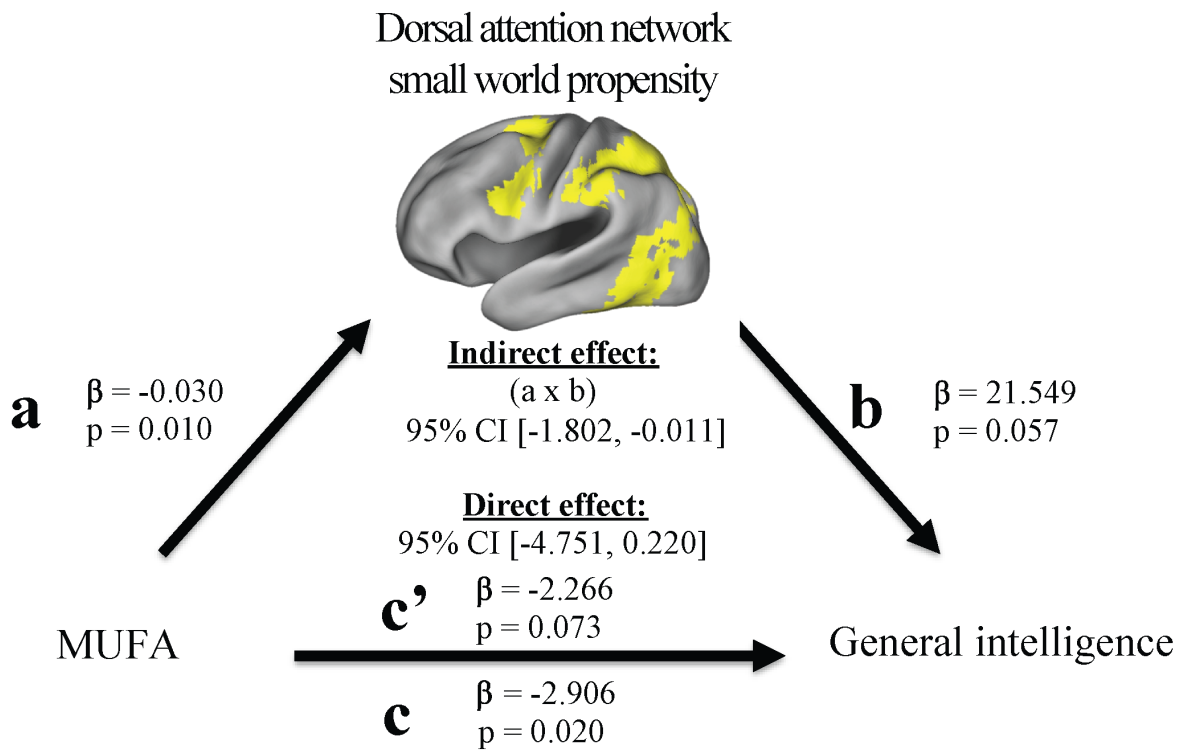 Dorsal attention network
small world propensity
Indirect effect:
(a x b)
95% CI [-1.802, -0.011]
a
β = -0.030
p = 0.010
b
β = 21.549
p = 0.057
Direct effect:
95% CI [-4.751, 0.220]
c’
β = -2.266
p = 0.073
MUFA
General intelligence
c
β = -2.906
p = 0.020